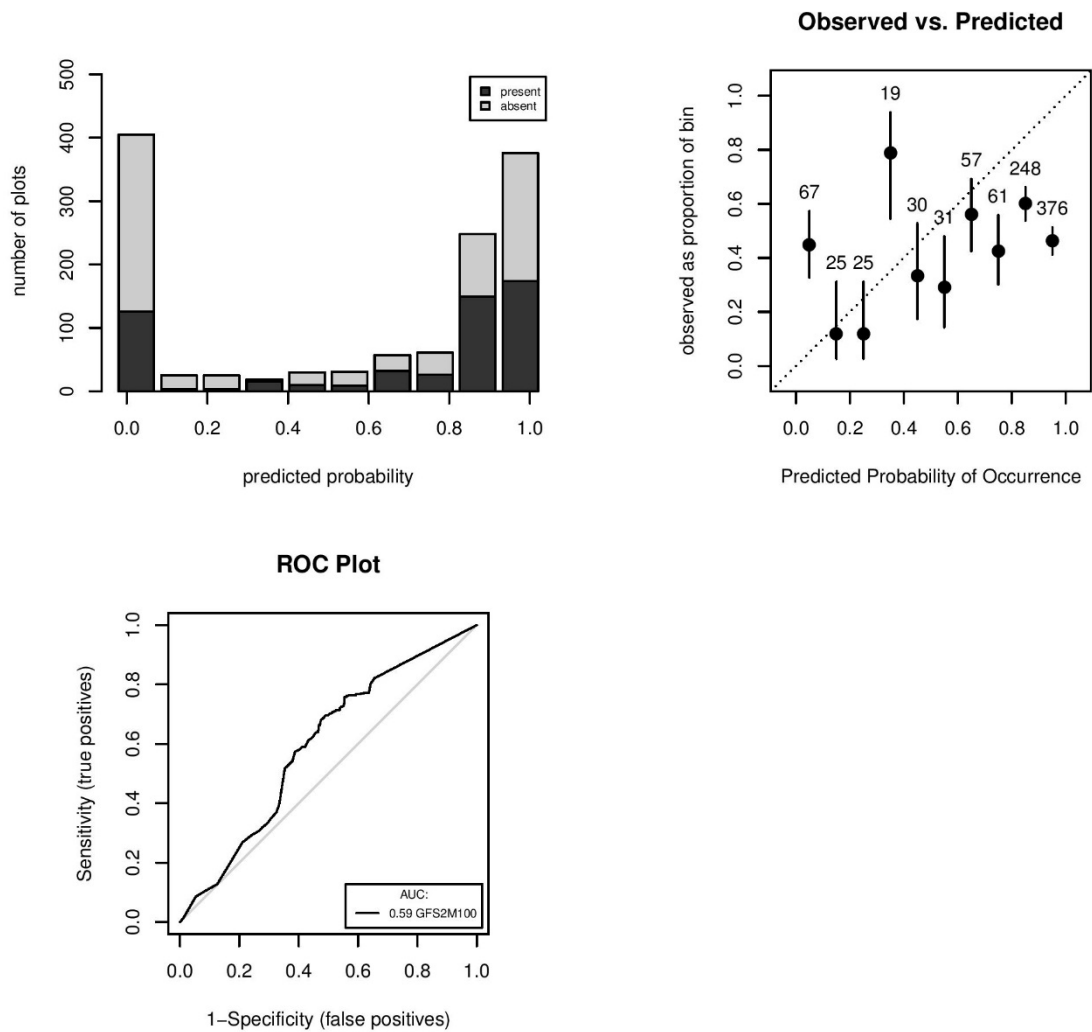 number of plots
500
400
300
200
100
0
present
absent
0.0 0.2 0.4 0.6 0.8 1.0
predicted probability
Observed vs. Predicted
observed as proportion of bin
1.0
0.8
0.6
0.4
0.2
0.0
67
25
25
19
30
31
57
61
248
376
0.0 0.2 0.4 0.6 0.8 1.0
Predicted Probability of Occurrence
ROC Plot
Sensitivity (true positives)
1.0
0.8
0.6
0.4
0.2
0.0
AUC:
0.59 GFS2M100
0.0 0.2 0.4 0.6 0.8 1.0
1−Specificity (false positives)